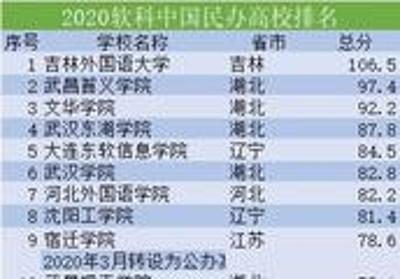 2020软科中国民办高校排名
序号 学校名称 省市 总分
1 吉林外国语大学 吉林 106.5
2 武昌首义学院 湖北 97.4
3 文华学院 湖北 92.2
4 武汉东湖学院 湖北 87.8
5 大连东软信息学院 辽宁 84.5
6 武汉学院 湖北 82.8
7 河北外国语学院 河北 82.2
8 沈阳工学院 辽宁 81.4
9 宿迁学院 江苏 78.6
2020年3月转设为公办